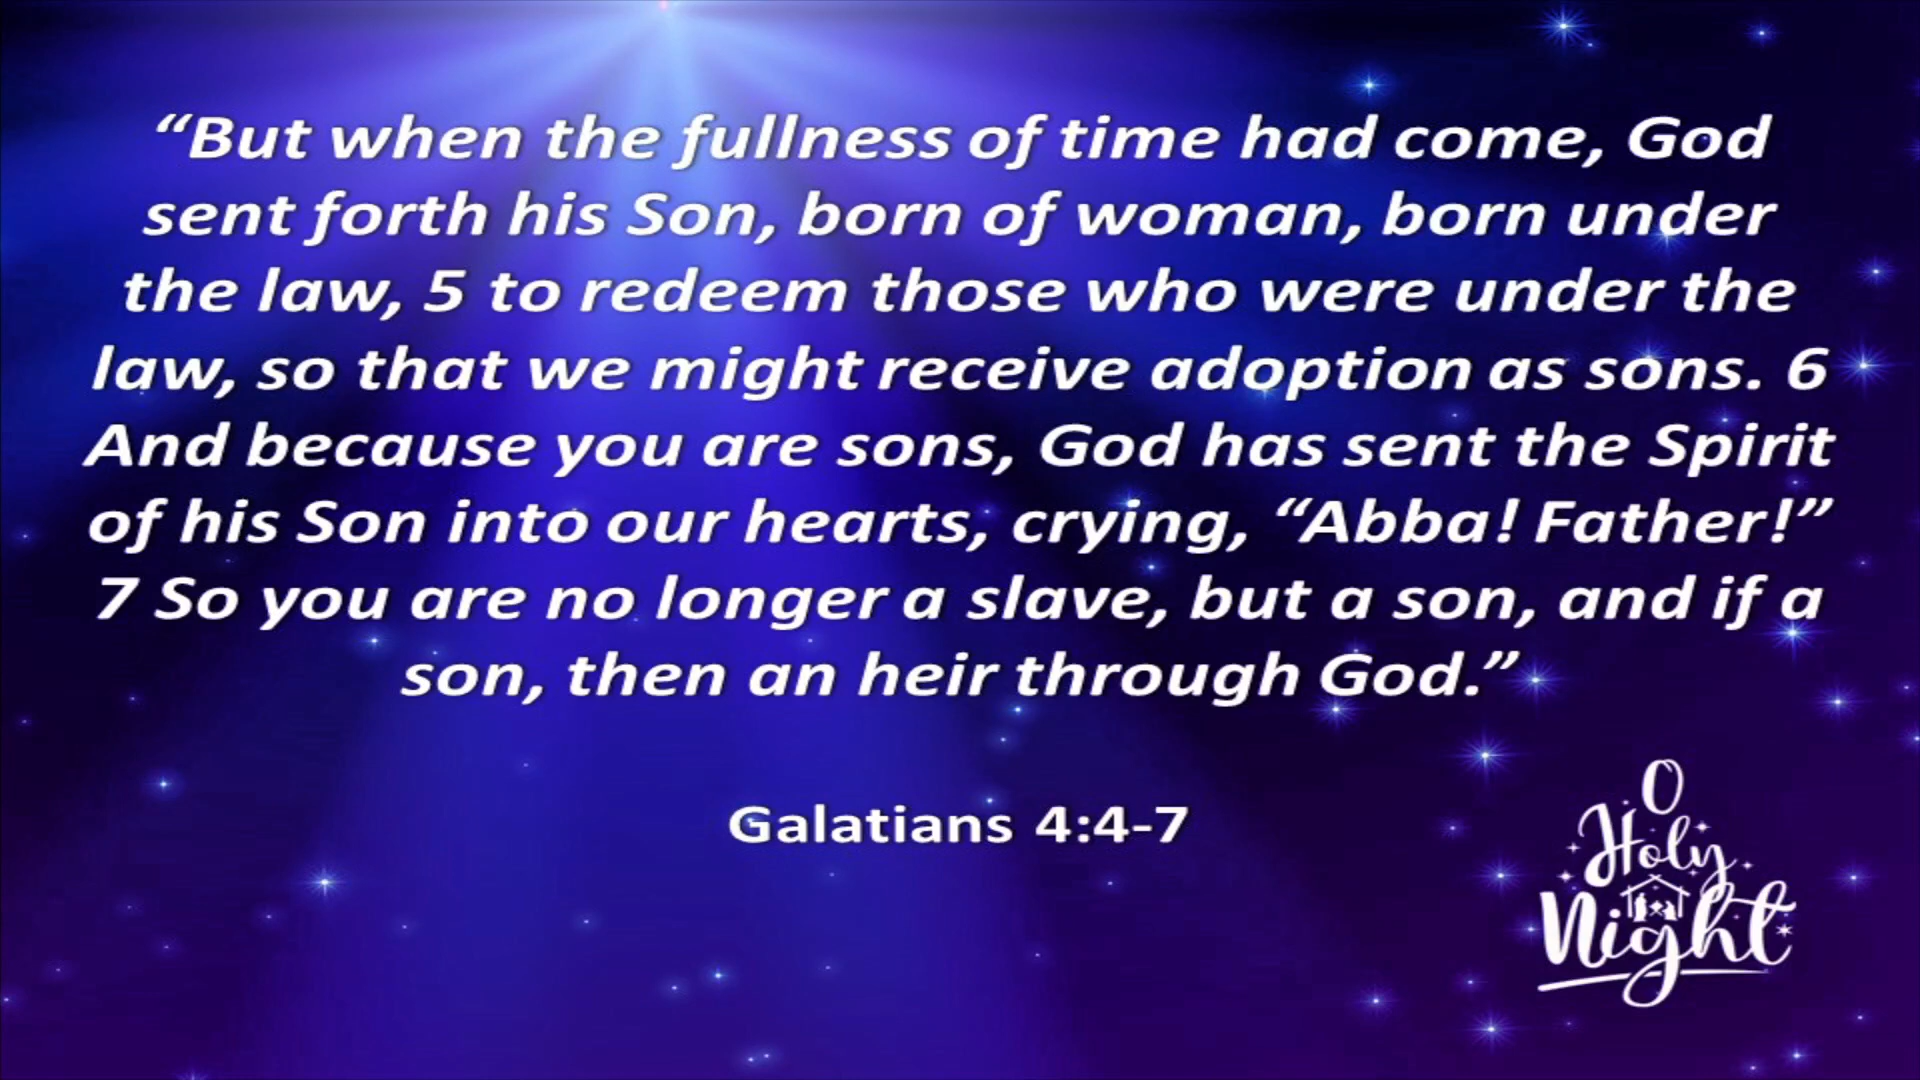 “But when the fullness of time had come, God
sent forth his Son, born of woman, born under
the law, 5 to redeem those who were under the
law, so that we might receive adoption as sons. 6
And because you are sons, God has sent the Spirit
of his Son into our hearts, crying, “Abba! Father!”
7 So you are no longer a slave, but a son, and if a
son, then an heir through God.”
Galatians 4:4-7
O
Holy
Night